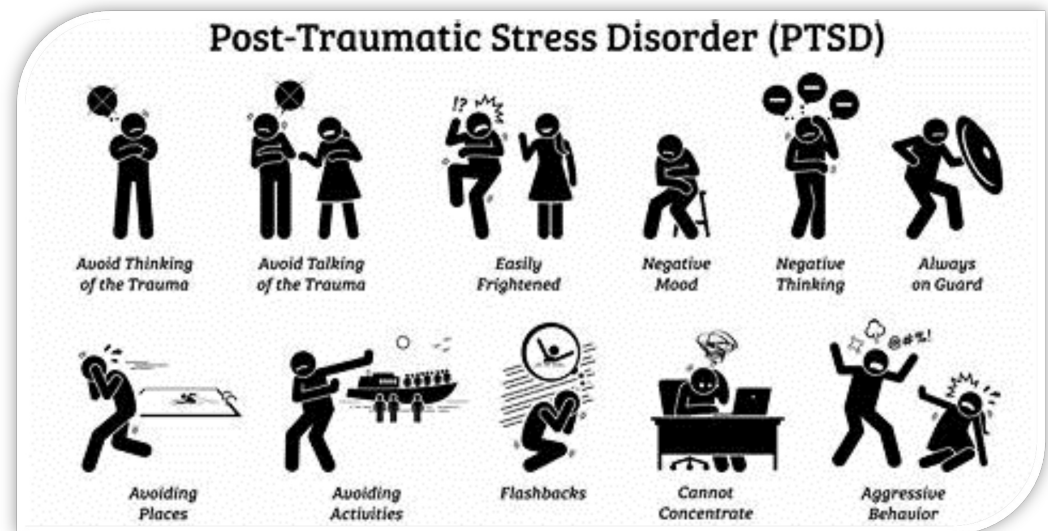 Post-Traumatic Stress Disorder (PTSD)
!?
Avoid Thinking
of the Trauma
Avoid Talking
of the Trauma
Easily
Frightened
Negative
Mood
Negative
Thinking
Always
on Guard
@#%!
Avoiding
Places
Avoiding
Activities
Flashbacks
Cannot
Concentrate
Aggressive
Behavior